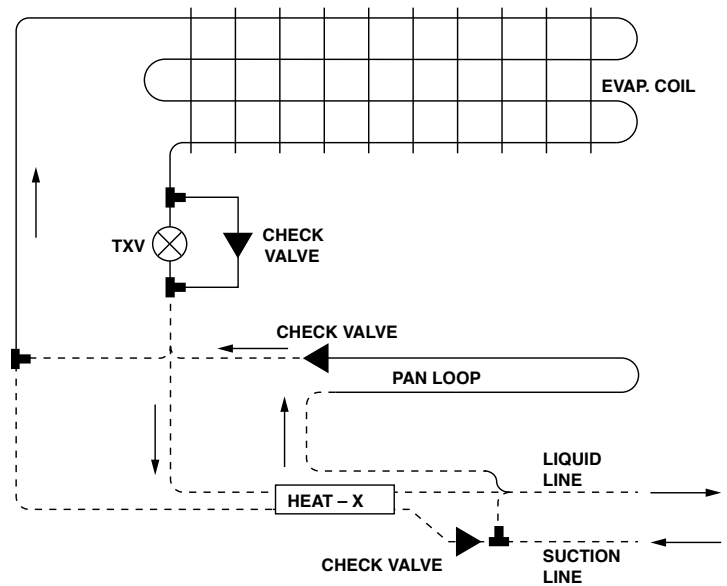 EVAP. COIL
TXV
CHECK
VALVE
CHECK VALVE
PAN LOOP
LIQUID
LINE
HEAT – X
CHECK VALVE
SUCTION
LINE